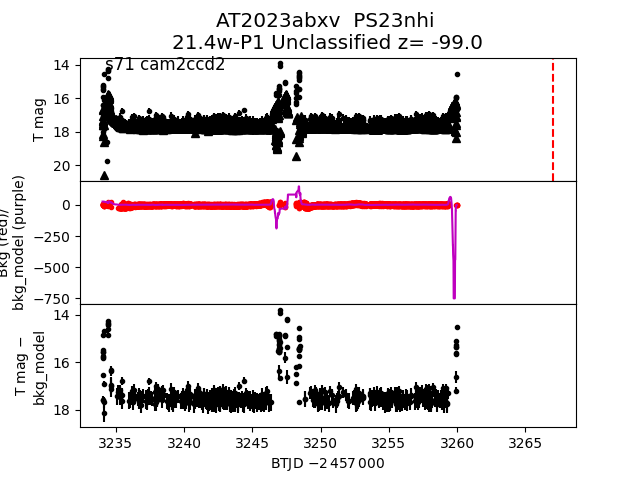 AT2023abxv  PS23nhi
21.4w-P1 Unclassified z= -99.0
s71 cam2ccd2
14
16
18
20
T mag
0
−250
−500
−750
Bkg (red)/
bkg_model (purple)
14
16
18
T mag −
bkg_model
3235 3240 3245 3250 3255 3260 3265
BTJD −2 457 000